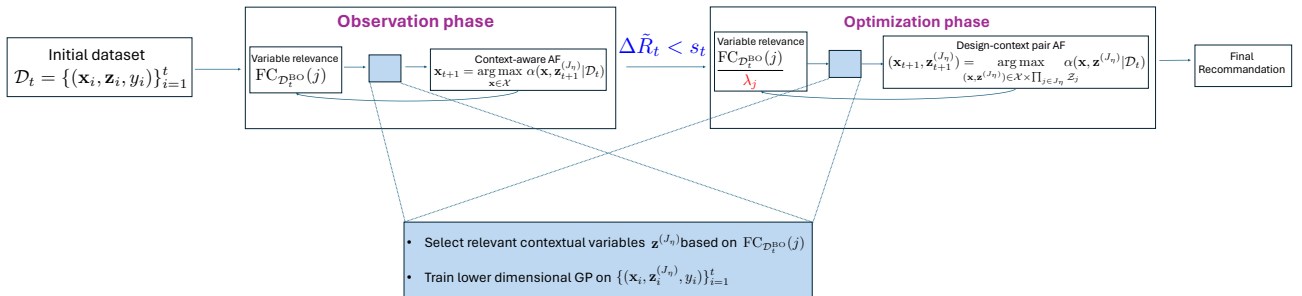 Initial dataset
𝒟_t = {(𝐱_i, 𝐳_i, y_i)}_{i=1}^t
Observation phase
Variable relevance
FC_{𝒟_t^{BO}}(j)
Context-aware AF
𝐱_{t+1} = arg max_{𝐱∈𝒳} α(𝐱, 𝐳_{t+1}^{(J_η)}|𝒟_t)
ΔR̃_t < s_t
Optimization phase
Variable relevance
FC_{𝒟_t^{BO}}(j)
λ_j
Design-context pair AF
(𝐱_{t+1}, 𝐳_{t+1}^{(J_η)}) = arg max_{(𝐱,𝐳^{(J_η)})∈𝒳×∏_{j∈J_η} 𝒵_j} α(𝐱, 𝐳^{(J_η)}|𝒟_t)
Final
Recommandation
• Select relevant contextual variables 𝐳^{(J_η)} based on FC_{𝒟_t^{BO}}(j)
• Train lower dimensional GP on {(𝐱_i, 𝐳_i^{(J_η)}, y_i)}_{i=1}^t